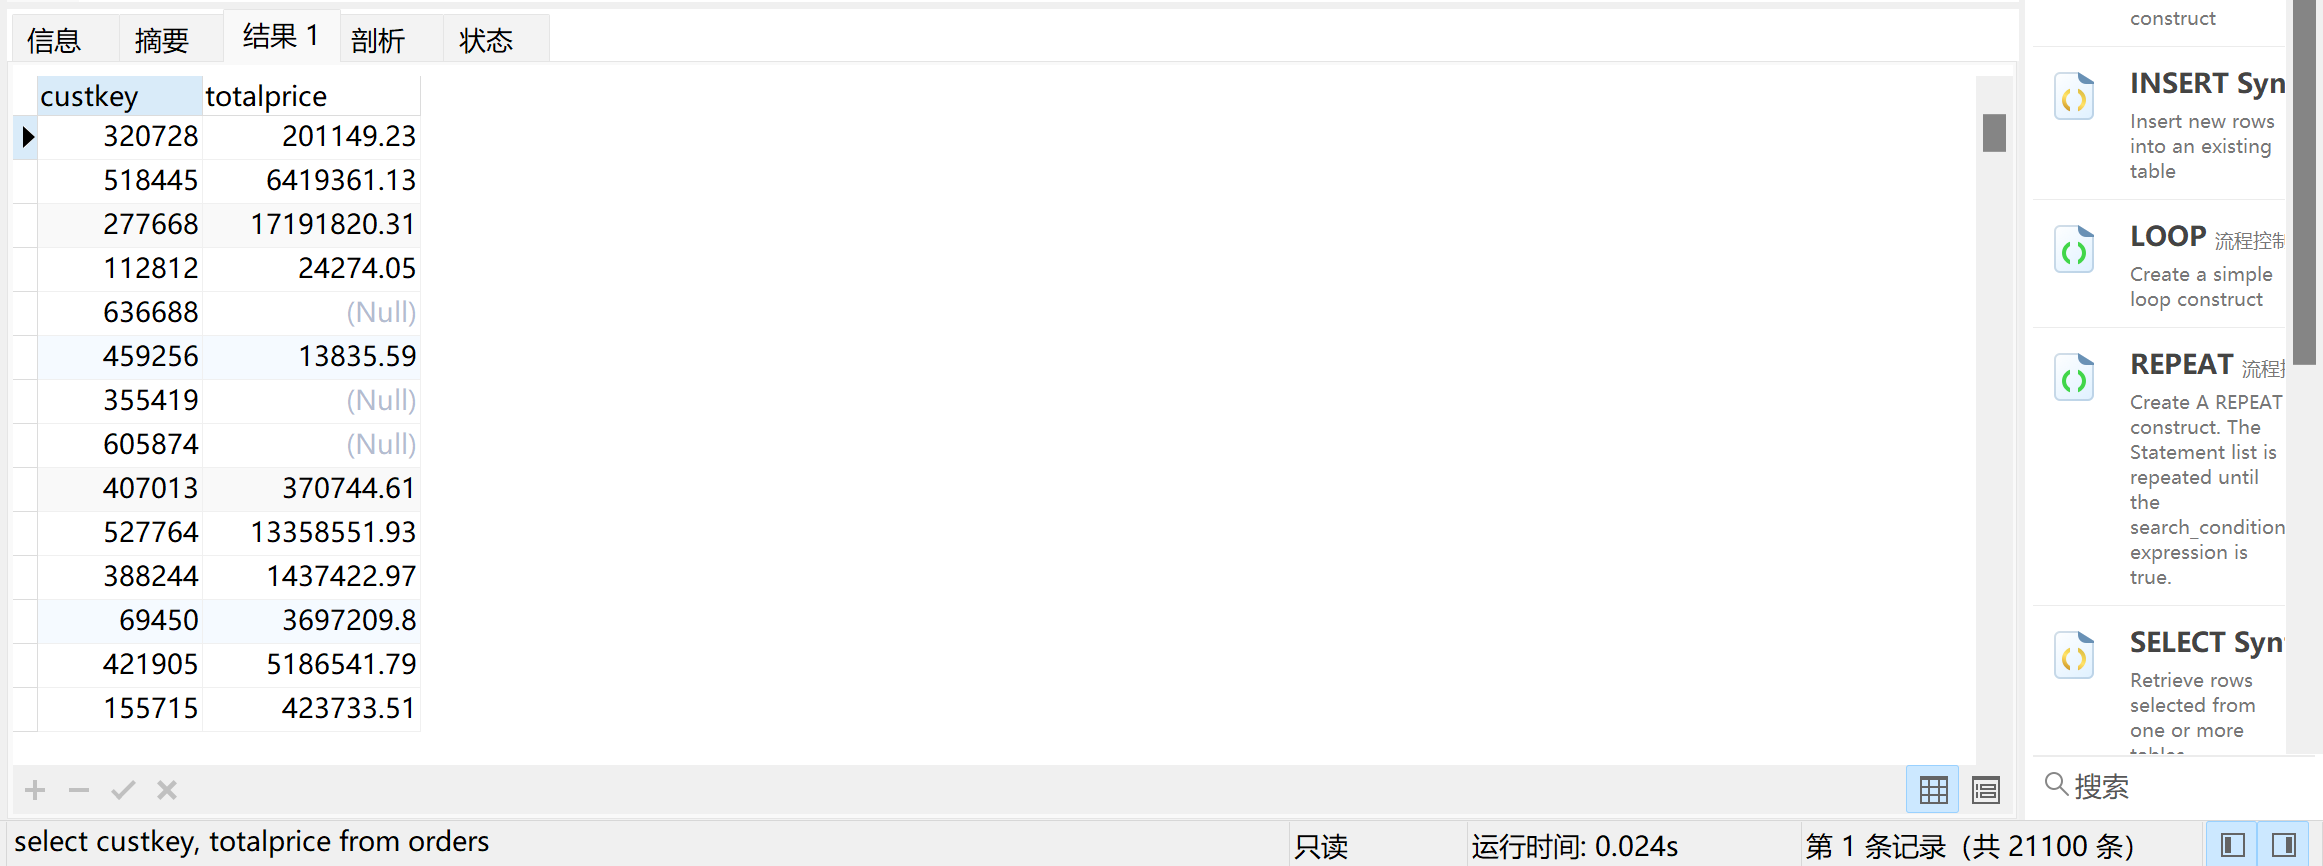 信息 摘要 结果 1 剖析 状态
custkey totalprice
320728 201149.23
518445 6419361.13
277668 17191820.31
112812 24274.05
636688 (Null)
459256 13835.59
355419 (Null)
605874 (Null)
407013 370744.61
527764 13358551.93
388244 1437422.97
69450 3697209.8
421905 5186541.79
155715 423733.51
construct
INSERT Syn
Insert new rows
into an existing
table
LOOP 流程控制
Create a simple
loop construct
REPEAT 流程
Create A REPEAT
construct. The
Statement list is
repeated until
the
search_condition
expression is
true.
SELECT Syn
Retrieve rows
selected from
one or more
搜索
select custkey, totalprice from orders 只读 运行时间: 0.024s 第 1 条记录 (共 21100 条)